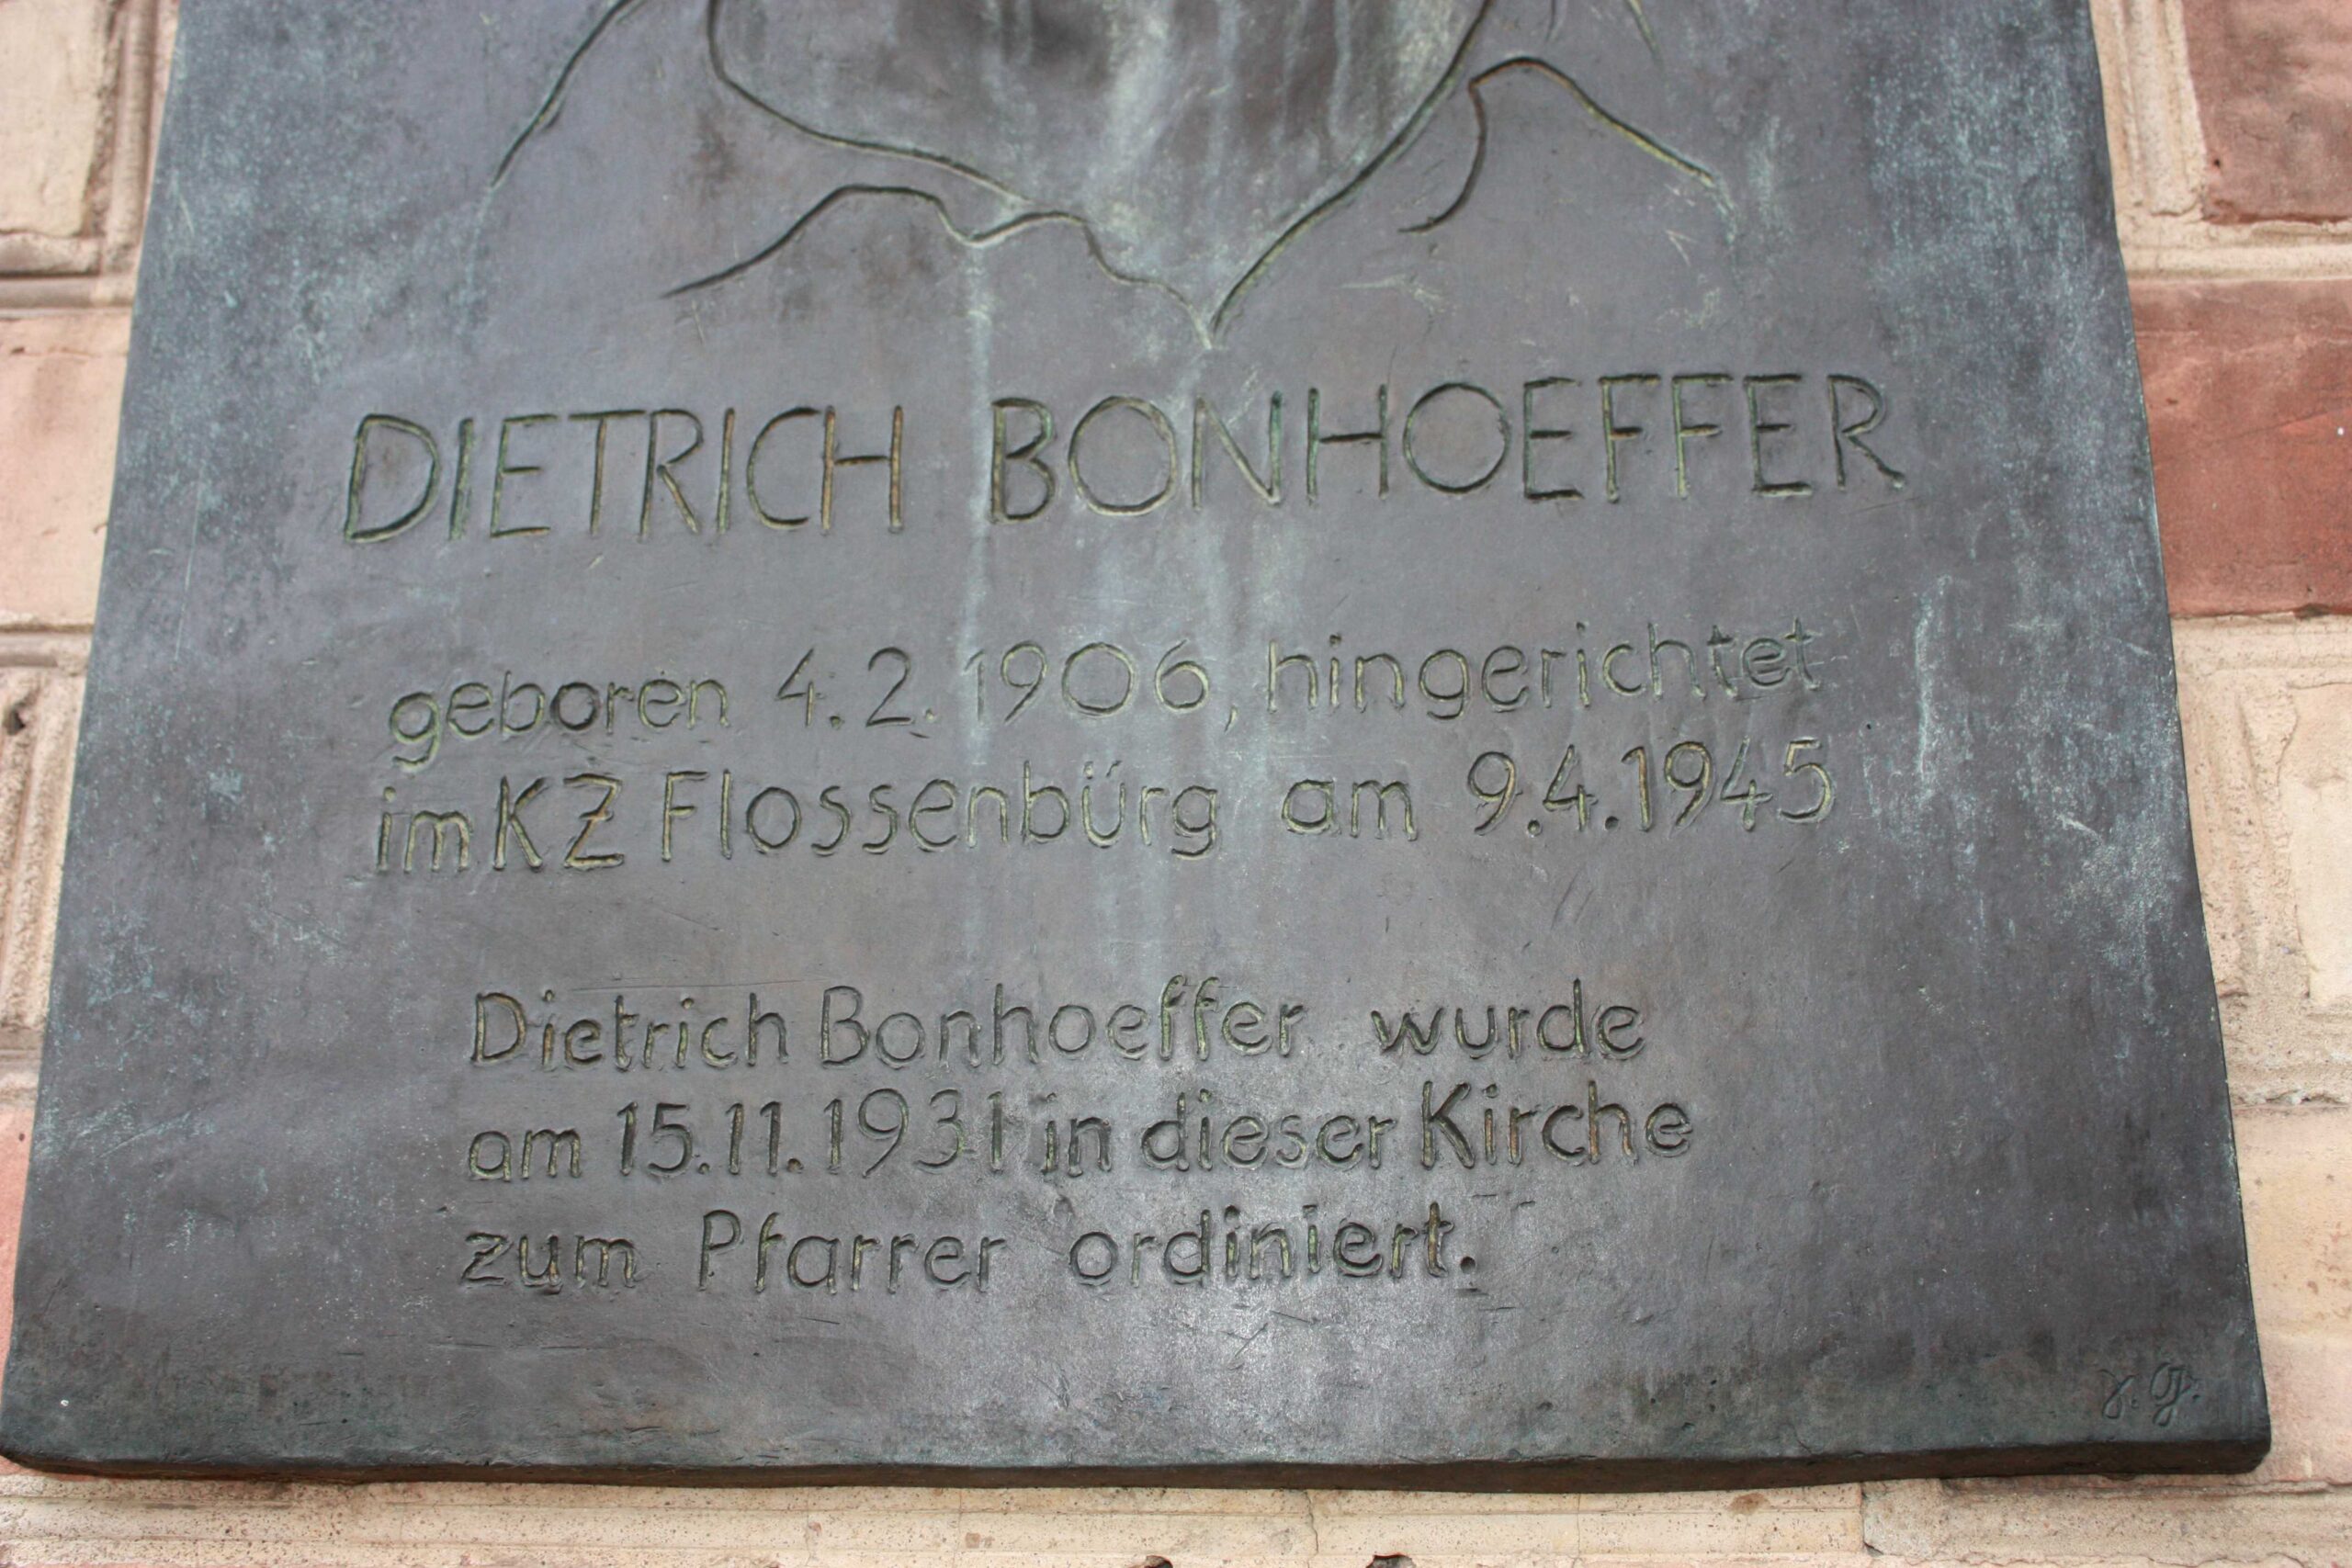 DIETRICH BONHOEFFER
geboren 4.2.1906, hingerichtet
im KZ Flossenbürg am 9.4.1945
Dietrich Bonhoeffer wurde
am 15.11.1931 in dieser Kirche
zum Pfarrer ordiniert.